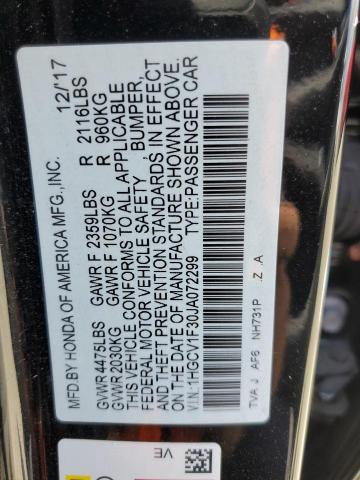 MFD.BY HONDA OF AMERICA MFG.,INC. 12/'17
GVWR 4475LBS GAWR F 2359LBS R 2116LBS
GVWR 2030KG GAWR F 1070KG R 960KG
THIS VEHICLE CONFORMS TO ALL APPLICABLE
FEDERAL MOTOR VEHICLE SAFETY, BUMPER,
AND THEFT PREVENTION STANDARDS IN EFFECT
ON THE DATE OF MANUFACTURE SHOWN ABOVE.
V.I.N.:1HGCV1F30JA072299 TYPE:PASSENGER CAR
TVA J AF6 NH731P .Z .A
VE